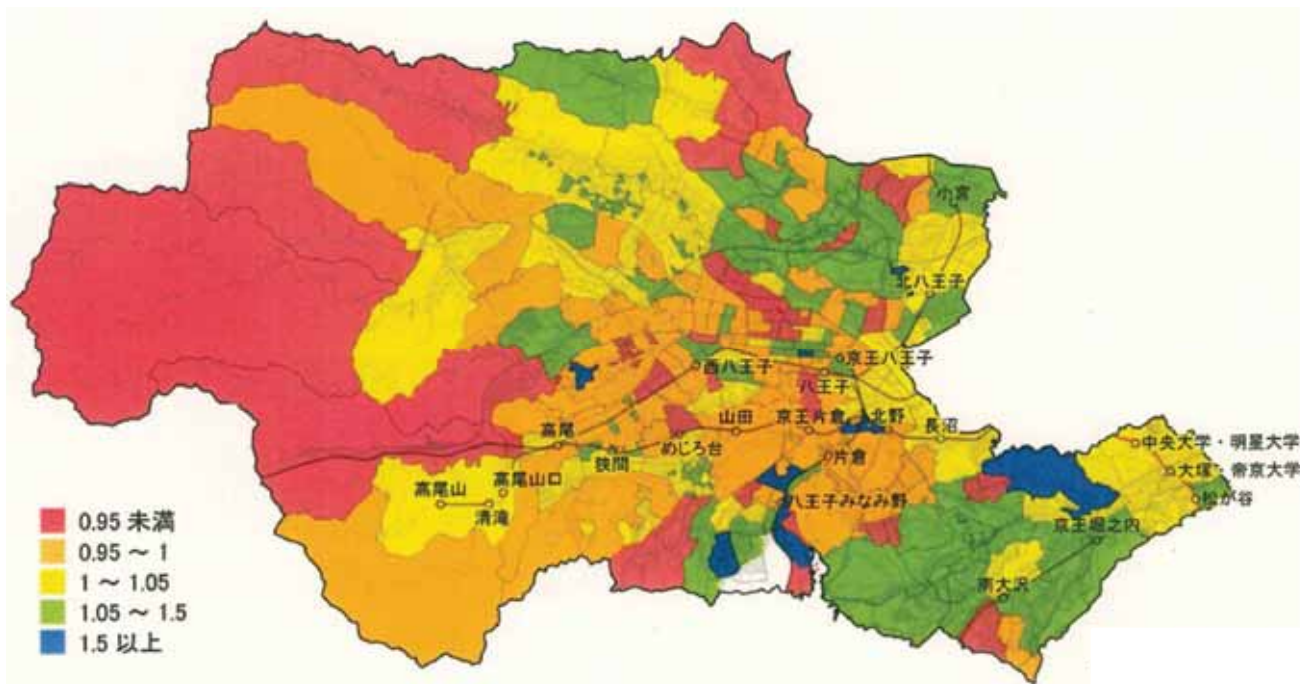 小宮
北八王子
京王八王子
西八王子
八王子
山田
京王片倉
北野
長沼
高尾
めじろ台
狭間
片倉
中央大学・明星大学
大塚・帝京大学
松が谷
高尾山口
高尾山
清滝
八王子みなみ野
京王堀之内
南大沢
0.95 未満
0.95 ～ 1
1 ～ 1.05
1.05 ～ 1.5
1.5 以上